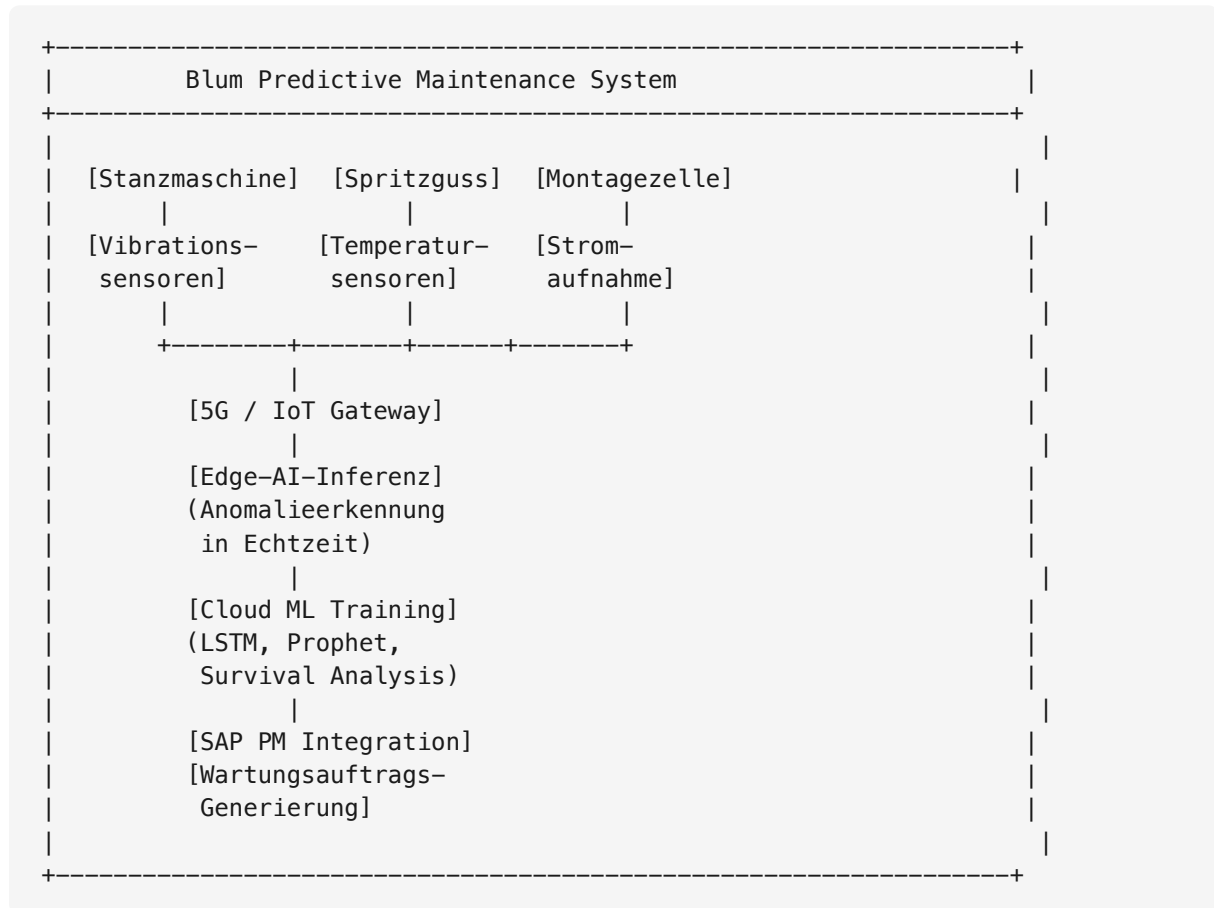 +------------------------------------------------------------------+
|         Blum Predictive Maintenance System                        |
+------------------------------------------------------------------+
|                                                                    |
|  [Stanzmaschine]  [Spritzguss]  [Montagezelle]                   |
|       |                |              |                            |
|  [Vibrations-    [Temperatur-   [Strom-                           |
|   sensoren]       sensoren]      aufnahme]                        |
|       |                |              |                            |
|       +--------+-------+------+-------+                           |
|                |                                                   |
|         [5G / IoT Gateway]                                        |
|                |                                                   |
|         [Edge-AI-Inferenz]                                        |
|         (Anomalieerkennung                                        |
|          in Echtzeit)                                             |
|                |                                                   |
|         [Cloud ML Training]                                       |
|         (LSTM, Prophet,                                           |
|          Survival Analysis)                                       |
|                |                                                   |
|         [SAP PM Integration]                                      |
|         [Wartungsauftrags-                                        |
|          Generierung]                                             |
|                                                                    |
+------------------------------------------------------------------+